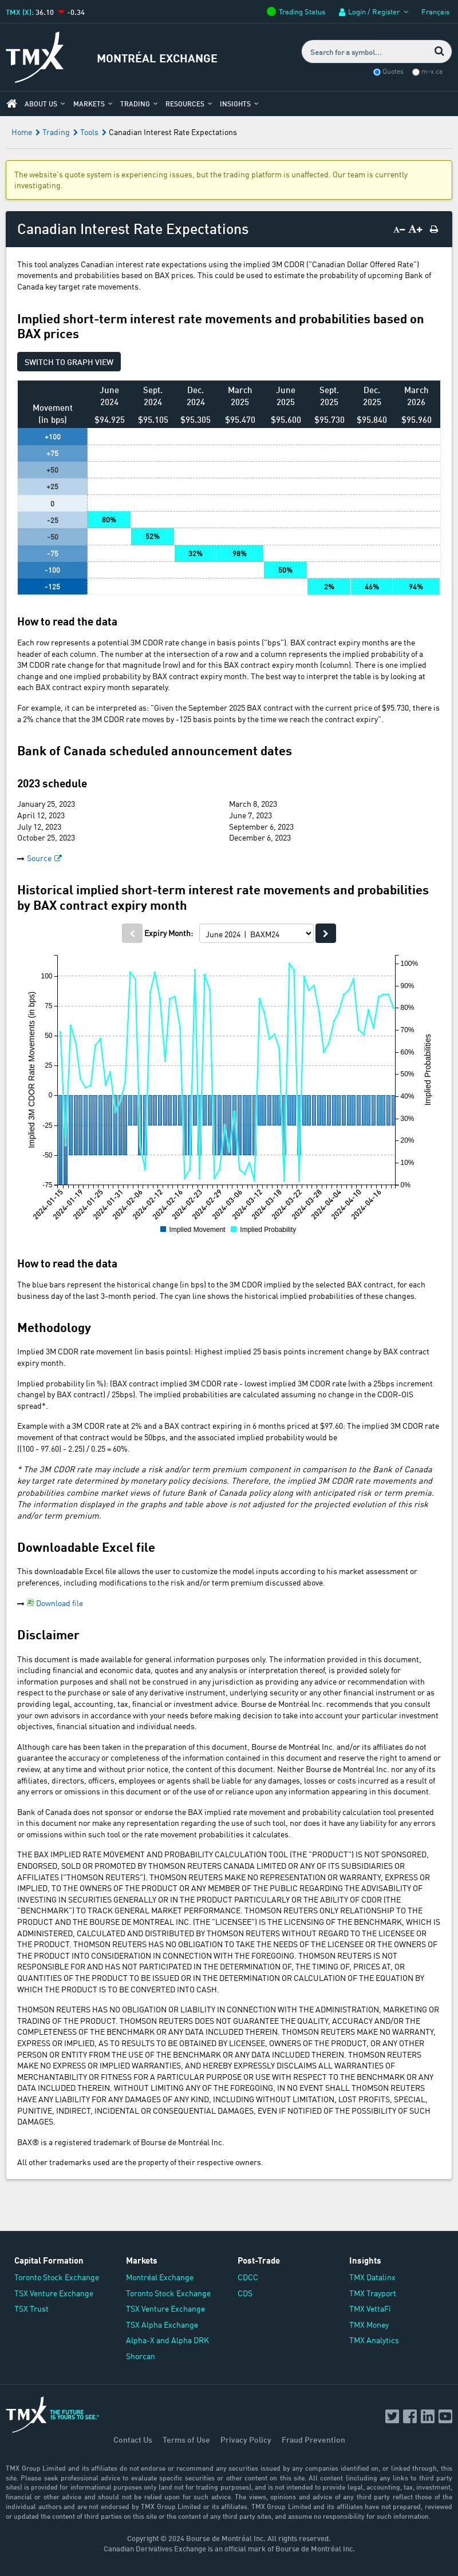 TMX (X): 36.10 -0.34
Trading Status
Login / Register
Français
TMX
MONTRÉAL EXCHANGE
Search for a symbol...
Quotes
m-x.ca
ABOUT US
MARKETS
TRADING
RESOURCES
INSIGHTS
Home
Trading
Tools
Canadian Interest Rate Expectations
The website's quote system is experiencing issues, but the trading platform is unaffected. Our team is currently
investigating.
Canadian Interest Rate Expectations
A− A+
This tool analyzes Canadian interest rate expectations using the implied 3M CDOR ("Canadian Dollar Offered Rate")
movements and probabilities based on BAX prices. This could be used to estimate the probability of upcoming Bank of
Canada key target rate movements.
Implied short-term interest rate movements and probabilities based on
BAX prices
SWITCH TO GRAPH VIEW
Movement
(in bps)
June
2024
$94.925
Sept.
2024
$95.105
Dec.
2024
$95.305
March
2025
$95.470
June
2025
$95.600
Sept.
2025
$95.730
Dec.
2025
$95.840
March
2026
$95.960
+100
+75
+50
+25
0
-25 80%
-50 52%
-75 32% 98%
-100 50%
-125 2% 46% 94%
How to read the data
Each row represents a potential 3M CDOR rate change in basis points ("bps"). BAX contract expiry months are the
header of each column. The number at the intersection of a row and a column represents the implied probability of a
3M CDOR rate change for that magnitude (row) and for this BAX contract expiry month (column). There is one implied
change and one implied probability by BAX contract expiry month. The best way to interpret the table is by looking at
each BAX contract expiry month separately.
For example, it can be interpreted as: "Given the September 2025 BAX contract with the current price of $95.730, there is
a 2% chance that the 3M CDOR rate moves by -125 basis points by the time we reach the contract expiry".
Bank of Canada scheduled announcement dates
2023 schedule
January 25, 2023
April 12, 2023
July 12, 2023
October 25, 2023
March 8, 2023
June 7, 2023
September 6, 2023
December 6, 2023
Source
Historical implied short-term interest rate movements and probabilities
by BAX contract expiry month
Expiry Month:
June 2024 | BAXM24
Implied 3M CDOR Rate Movements (in bps)
100
75
50
25
0
-25
-50
-75
100%
90%
80%
70%
60%
50%
40%
30%
20%
10%
0%
Implied Probabilities
2024-01-15
2024-01-19
2024-01-25
2024-01-31
2024-02-06
2024-02-12
2024-02-16
2024-02-23
2024-02-29
2024-03-06
2024-03-12
2024-03-18
2024-03-22
2024-03-28
2024-04-04
2024-04-10
2024-04-16
Implied Movement
Implied Probability
How to read the data
The blue bars represent the historical change (in bps) to the 3M CDOR implied by the selected BAX contract, for each
business day of the last 3-month period. The cyan line shows the historical implied probabilities of these changes.
Methodology
Implied 3M CDOR rate movement (in basis points): Highest implied 25 basis points increment change by BAX contract
expiry month.
Implied probability (in %): (BAX contract implied 3M CDOR rate - lowest implied 3M CDOR rate (with a 25bps increment
change) by BAX contract) / 25bps). The implied probabilities are calculated assuming no change in the CDOR-OIS
spread*.
Example with a 3M CDOR rate at 2% and a BAX contract expiring in 6 months priced at $97.60: The implied 3M CDOR rate
movement of that contract would be 50bps, and the associated implied probability would be
((100 - 97.60) - 2.25) / 0.25 = 60%.
* The 3M CDOR rate may include a risk and/or term premium component in comparison to the Bank of Canada
key target rate decisions and/or monetary policy decisions. Therefore, the implied 3M CDOR rate movements and
probabilities combine market views of future Bank of Canada policy along with anticipated risk or term premia.
The information displayed in the graphs and table above is not adjusted for the projected evolution of this risk
and/or term premium.
Downloadable Excel file
This downloadable Excel file allows the user to customize the model inputs according to his market assessment or
preferences, including modifications to the risk and/or term premium discussed above.
Download file
Disclaimer
This document is made available for general information purposes only. The information provided in this document,
including financial and economic data, quotes and any analysis or interpretation thereof, is provided solely for
information purposes and shall not be construed in any jurisdiction as providing any advice or recommendation with
respect to the purchase or sale of any derivative instrument, underlying security or any other financial instrument or as
providing legal, accounting, tax, financial or investment advice. Bourse de Montréal Inc. recommends that you consult
your own advisors in accordance with your needs before making decision to take into account your particular investment
objectives, financial situation and individual needs.
Although care has been taken in the preparation of this document, Bourse de Montréal Inc. and/or its affiliates do not
guarantee the accuracy or completeness of the information contained in this document and reserve the right to amend or
review, at any time and without prior notice, the content of this document. Neither Bourse de Montréal Inc. nor any of its
affiliates, directors, officers, employees or agents shall be liable for any damages, losses or costs incurred as a result of
any errors or omissions in this document or of the use of or reliance upon any information appearing in this document.
Bank of Canada does not sponsor or endorse the BAX implied rate movement and probability calculation tool presented
in this document nor make any representation regarding the use of such tool, nor does it have any liability for any errors
or omissions within such tool or the rate movement probabilities it calculates.
THE BAX IMPLIED RATE MOVEMENT AND PROBABILITY CALCULATION TOOL (THE "PRODUCT") IS NOT SPONSORED,
ENDORSED, SOLD OR PROMOTED BY THOMSON REUTERS CANADA LIMITED OR ANY OF ITS SUBSIDIARIES OR
AFFILIATES ("THOMSON REUTERS"). THOMSON REUTERS MAKE NO REPRESENTATION OR WARRANTY, EXPRESS OR
IMPLIED, TO THE OWNERS OF THE PRODUCT OR ANY MEMBER OF THE PUBLIC REGARDING THE ADVISABILITY OF
INVESTING IN SECURITIES GENERALLY OR IN THE PRODUCT PARTICULARLY OR THE ABILITY OF CDOR (THE
"BENCHMARK") TO TRACK GENERAL MARKET PERFORMANCE. THOMSON REUTERS ONLY RELATIONSHIP TO THE
PRODUCT AND THE BOURSE DE MONTREAL INC. (THE "LICENSEE") IS THE LICENSING OF THE BENCHMARK, WHICH IS
ADMINISTERED, CALCULATED AND DISTRIBUTED BY THOMSON REUTERS WITHOUT REGARD TO THE LICENSEE OR
THE PRODUCT. THOMSON REUTERS HAS NO OBLIGATION TO TAKE THE NEEDS OF THE LICENSEE OR THE OWNERS OF
THE PRODUCT INTO CONSIDERATION IN CONNECTION WITH THE FOREGOING. THOMSON REUTERS IS NOT
RESPONSIBLE FOR AND HAS NOT PARTICIPATED IN THE DETERMINATION OF, THE TIMING OF, PRICES AT, OR
QUANTITIES OF THE PRODUCT TO BE ISSUED OR IN THE DETERMINATION OR CALCULATION OF THE EQUATION BY
WHICH THE PRODUCT IS TO BE CONVERTED INTO CASH.
THOMSON REUTERS HAS NO OBLIGATION OR LIABILITY IN CONNECTION WITH THE ADMINISTRATION, MARKETING OR
TRADING OF THE PRODUCT. THOMSON REUTERS DOES NOT GUARANTEE THE QUALITY, ACCURACY AND/OR THE
COMPLETENESS OF THE BENCHMARK OR ANY DATA INCLUDED THEREIN. THOMSON REUTERS MAKE NO WARRANTY,
EXPRESS OR IMPLIED, AS TO RESULTS TO BE OBTAINED BY LICENSEE, OWNERS OF THE PRODUCT, OR ANY OTHER
PERSON OR ENTITY FROM THE USE OF THE BENCHMARK OR ANY DATA INCLUDED THEREIN. THOMSON REUTERS
MAKE NO EXPRESS OR IMPLIED WARRANTIES, AND HEREBY EXPRESSLY DISCLAIMS ALL WARRANTIES OF
MERCHANTABILITY OR FITNESS FOR A PARTICULAR PURPOSE OR USE WITH RESPECT TO THE BENCHMARK OR ANY
DATA INCLUDED THEREIN. WITHOUT LIMITING ANY OF THE FOREGOING, IN NO EVENT SHALL THOMSON REUTERS
HAVE ANY LIABILITY FOR ANY DAMAGES OF ANY KIND, INCLUDING WITHOUT LIMITATION, LOST PROFITS, SPECIAL,
PUNITIVE, INDIRECT, INCIDENTAL OR CONSEQUENTIAL DAMAGES, EVEN IF NOTIFIED OF THE POSSIBILITY OF SUCH
DAMAGES.
BAX® is a registered trademark of Bourse de Montréal Inc.
All other trademarks used are the property of their respective owners.
Capital Formation
Toronto Stock Exchange
TSX Venture Exchange
TSX Trust
Markets
Montréal Exchange
Toronto Stock Exchange
TSX Venture Exchange
TSX Alpha Exchange
Alpha-X and Alpha DRK
Shorcan
Post-Trade
CDCC
CDS
Insights
TMX Datalinx
TMX Trayport
TMX VettaFi
TMX Money
TMX Analytics
TMX THE FUTURE
IS YOURS TO SEE.®
Contact Us
Terms of Use
Privacy Policy
Fraud Prevention
TMX Group Limited and its affiliates do not endorse or recommend any securities issued by any companies identified on, or linked through, this
site. Please seek professional advice to evaluate specific securities or other content on this site. All content (including any links to third party
sites) is provided for informational purposes only (and not for trading purposes), and is not intended to provide legal, accounting, tax, investment,
financial or other advice and should not be relied upon for such advice. The views, opinions and advice of any third party reflect those of the
individual authors and are not endorsed by TMX Group Limited or its affiliates. TMX Group Limited and its affiliates have not prepared, reviewed
or updated the content of third parties on this site or the content of any third party sites, and assume no responsibility for such information.
Copyright © 2024 Bourse de Montréal Inc. All rights reserved.
Canadian Derivatives Exchange is an official mark of Bourse de Montréal Inc.